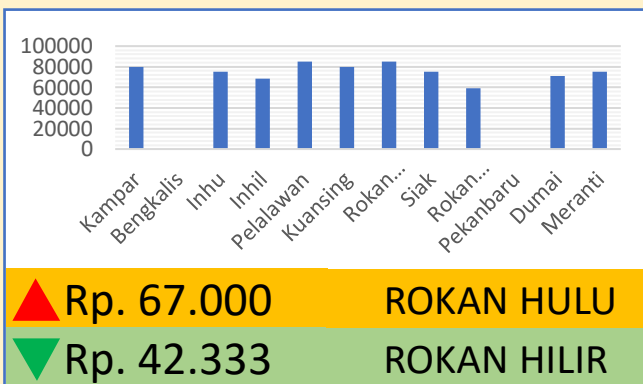 100000
80000
60000
40000
20000
0
Kampar
Bengkalis
Inhu
Inhil
Pelalawan
Kuansing
Rokan...
Siak
Rokan...
Pekanbaru
Dumai
Meranti
Rp. 67.000 ROKAN HULU
Rp. 42.333 ROKAN HILIR